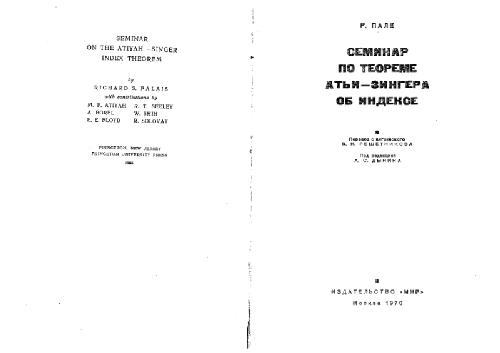 SEMINAR
ON THE ATIYAH—SINGER
INDEX THEOREM
by
RICHARD S. PALAIS
with contributions by
M. F. ATIYAH R. T. SEELEY
A. BOREL W. SHIH
E. E. FLOYD R. SOLOVAY
PRINCETON, NEW JERSEY
PRINCETON UNIVERSITY PRESS
1965
Р. ПАЛЕ
СЕМИНАР
ПО ТЕОРЕМЕ
АТЬИ—ЗИНГЕРА
ОБ ИНДЕКСЕ
Перевод с английского
В. Н. РЕШЕТНИКОВА
Под редакцией
А. С. ДЫНИНА
ИЗДАТЕЛЬСТВО «МИР»
Москва 1970